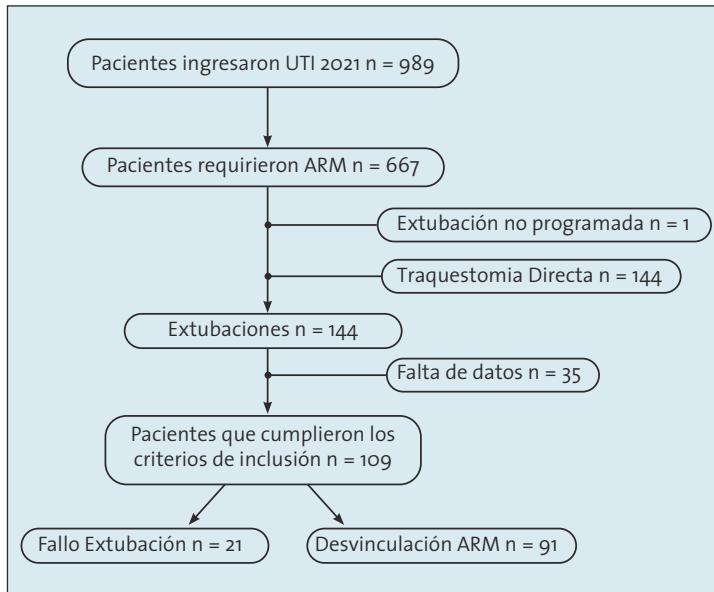 Pacientes ingresaron UTI 2021 n = 989
Pacientes requirieron ARM n = 667
Extubación no programada n = 1
Traquestomia Directa n = 144
Extubaciones n = 144
Falta de datos n = 35
Pacientes que cumplieron los
criterios de inclusión n = 109
Fallo Extubación n = 21
Desvinculación ARM n = 91